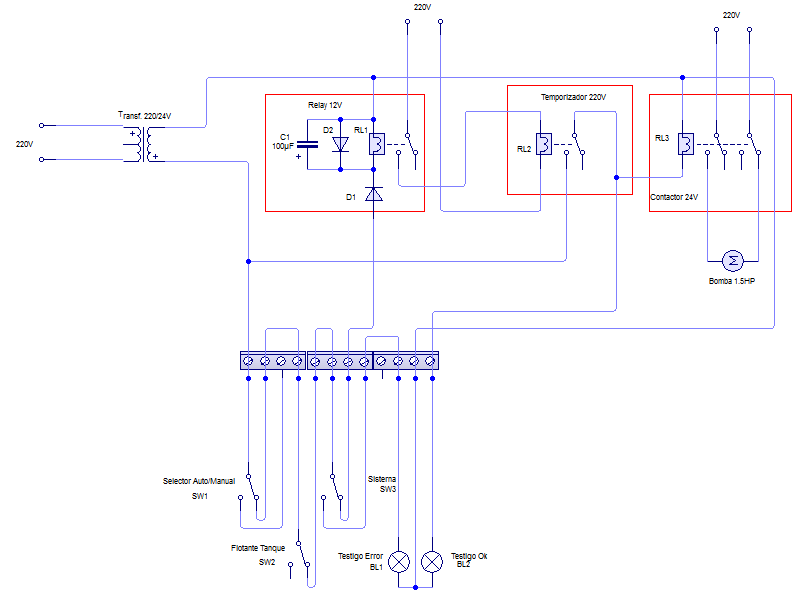 220V
220V
Transf. 220/24V
220V
Relay 12V
C1
100µF
+
D2
RL1
D1
Temporizador 220V
RL2
RL3
Contactor 24V
Bomba 1.5HP
+
+
Selector Auto/Manual
SW1
Sisterna
SW3
Flotante Tanque
SW2
Testigo Error
BL1
Testigo Ok
BL2